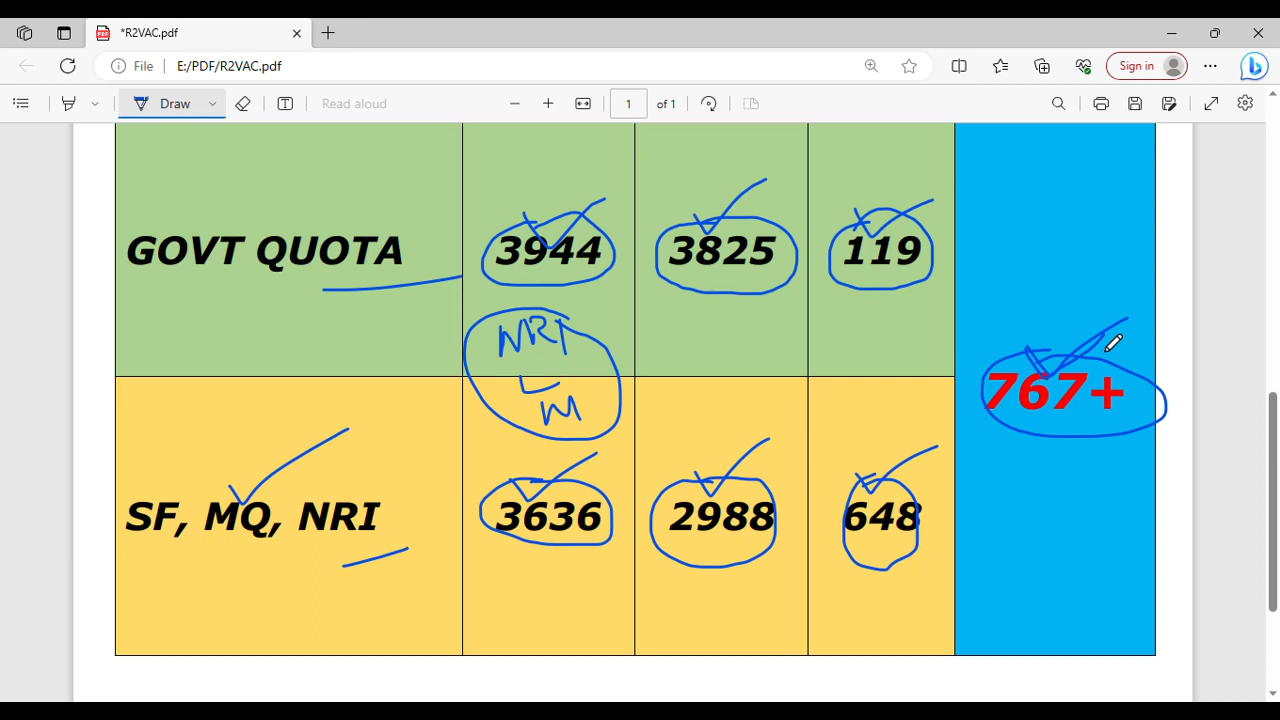 *R2VAC.pdf
File E:/PDF/R2VAC.pdf Sign in
Draw Read aloud 1 of 1
GOVT QUOTA 3944 3825 119
NRI
M
767+
SF, MQ, NRI 3636 2988 648